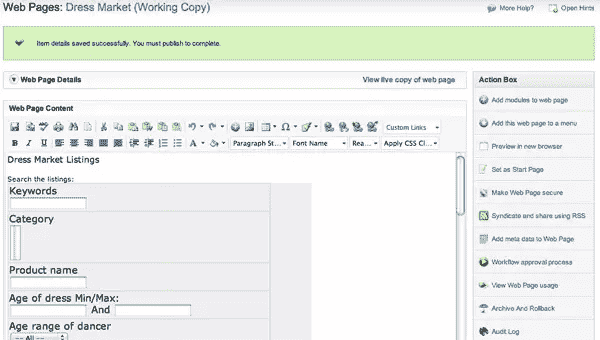 Web Pages: Dress Market (Working Copy)
More Help?
Open Hints
Item details saved successfully. You must publish to complete.
Web Page Details
View live copy of web page
Action Box
Web Page Content
Add modules to web page
Add this web page to a menu
Custom Links
B I U
Paragraph St...
Font Name
Rea...
Apply CSS Cl...
Preview in new browser
Dress Market Listings
Set as Start Page
Search the listings:
Keywords
Make Web Page secure
Category
Syndicate and share using RSS
Add meta data to Web Page
Product name
Workflow approval process
Age of dress Min/Max:
And
View Web Page usage
Age range of dancer
Archive And Rollback
== All ==
Audit Log